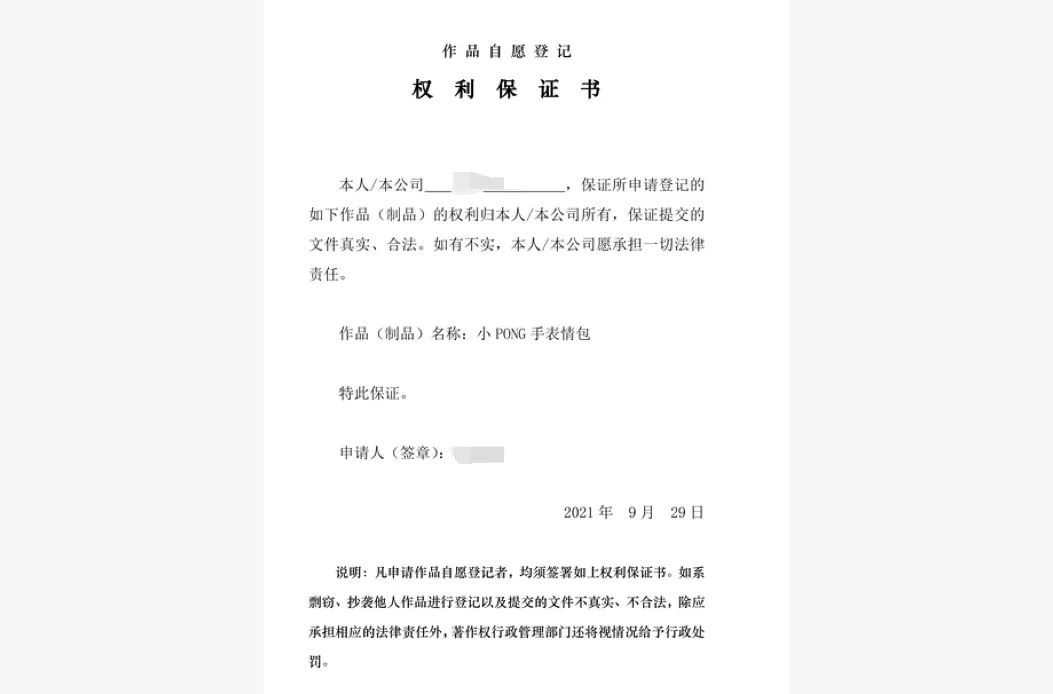 作品自愿登记
权利保证书
本人/本公司____ ________,保证所申请登记的
如下作品（制品）的权利归本人/本公司所有，保证提交的
文件真实、合法。如有不实，本人/本公司愿承担一切法律
责任。
作品（制品）名称：小 PONG 手表情包
特此保证。
申请人（签章）：
2021 年 9 月 29 日
说明：凡申请作品自愿登记者，均须签署如上权利保证书。如系
剽窃、抄袭他人作品进行登记以及提交的文件不真实、不合法，除应
承担相应的法律责任外，著作权行政管理部门还将视情况给予行政处
罚。